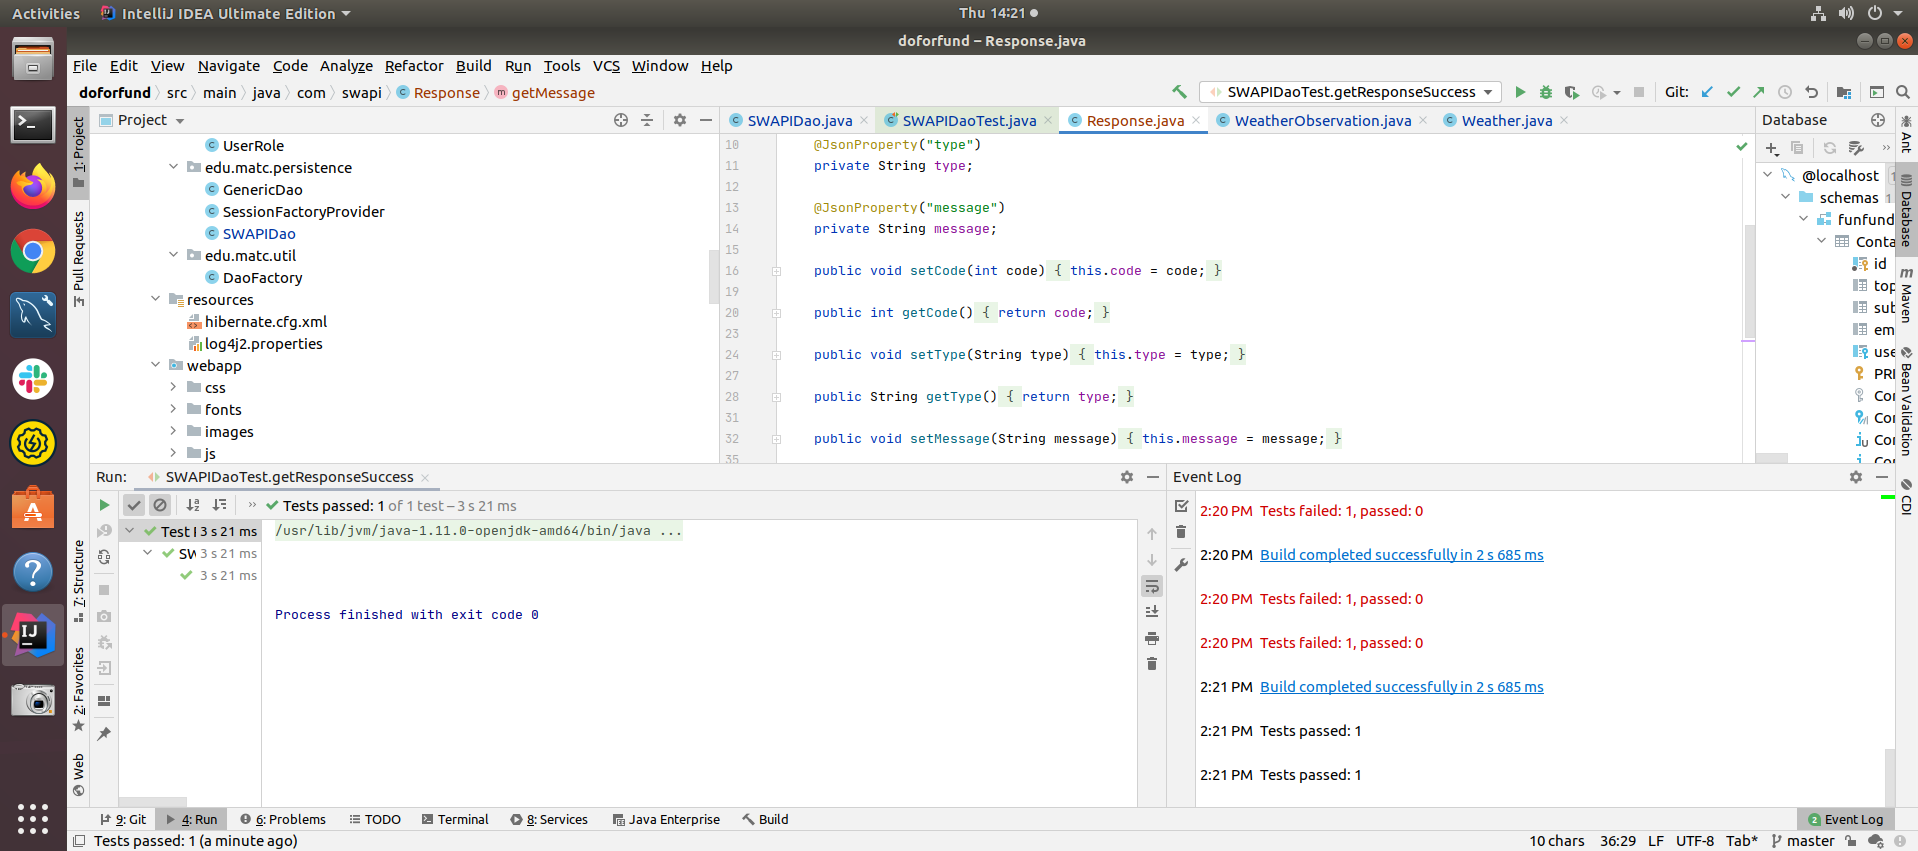 Activities IntelliJ IDEA Ultimate Edition Thu 14:21
doforfund – Response.java
File Edit View Navigate Code Analyze Refactor Build Run Tools VCS Window Help
doforfund src main java com swapi Response getMessage SWAPIDaoTest.getResponseSuccess Git:
1: Project
Pull Requests
7: Structure
2: Favorites
Web
Project
UserRole
edu.matc.persistence
GenericDao
SessionFactoryProvider
SWAPIDao
edu.matc.util
DaoFactory
resources
hibernate.cfg.xml
log4j2.properties
webapp
css
fonts
images
js
SWAPIDao.java SWAPIDaoTest.java Response.java WeatherObservation.java Weather.java
10 @JsonProperty("type")
11 private String type;
12
13 @JsonProperty("message")
14 private String message;
15
16 public void setCode(int code) { this.code = code; }
19
20 public int getCode() { return code; }
23
24 public void setType(String type) { this.type = type; }
27
28 public String getType() { return type; }
31
32 public void setMessage(String message) { this.message = message; }
35
Database
@localhost 1
schemas 1
funfund
Conta
id
top
sub
em
use
PRI
Con
Con
Con
Con
Ant
Database
Maven
Bean Validation
CDI
Run: SWAPIDaoTest.getResponseSuccess
Tests passed: 1 of 1 test – 3 s 21 ms
Test 3 s 21 ms
SW 3 s 21 ms
3 s 21 ms
/usr/lib/jvm/java-1.11.0-openjdk-amd64/bin/java ...
Process finished with exit code 0
Event Log
2:20 PM Tests failed: 1, passed: 0
2:20 PM Build completed successfully in 2 s 685 ms
2:20 PM Tests failed: 1, passed: 0
2:20 PM Tests failed: 1, passed: 0
2:21 PM Build completed successfully in 2 s 685 ms
2:21 PM Tests passed: 1
2:21 PM Tests passed: 1
9: Git 4: Run 6: Problems TODO Terminal 8: Services Java Enterprise Build 2 Event Log
Tests passed: 1 (a minute ago) 10 chars 36:29 LF UTF-8 Tab* master